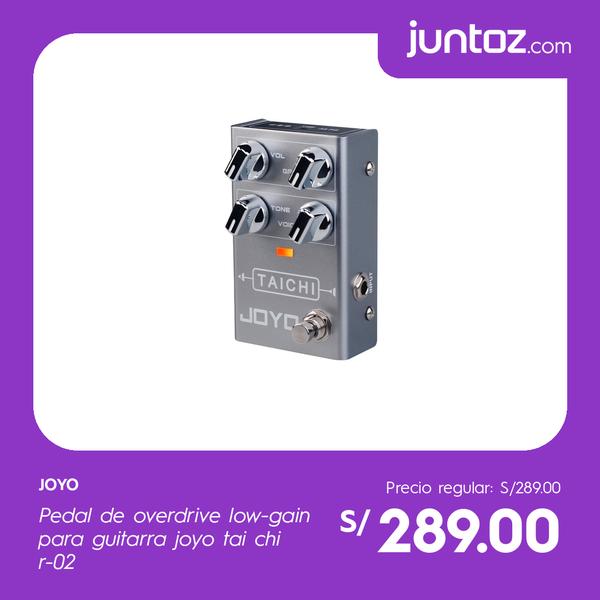 juntoz.com
VOL
TONE
TAICHI
INPUT
JOYO
JOYO
Precio regular: S/289.00
Pedal de overdrive low-gain
para guitarra joyo tai chi
r-02
S/ 289.00